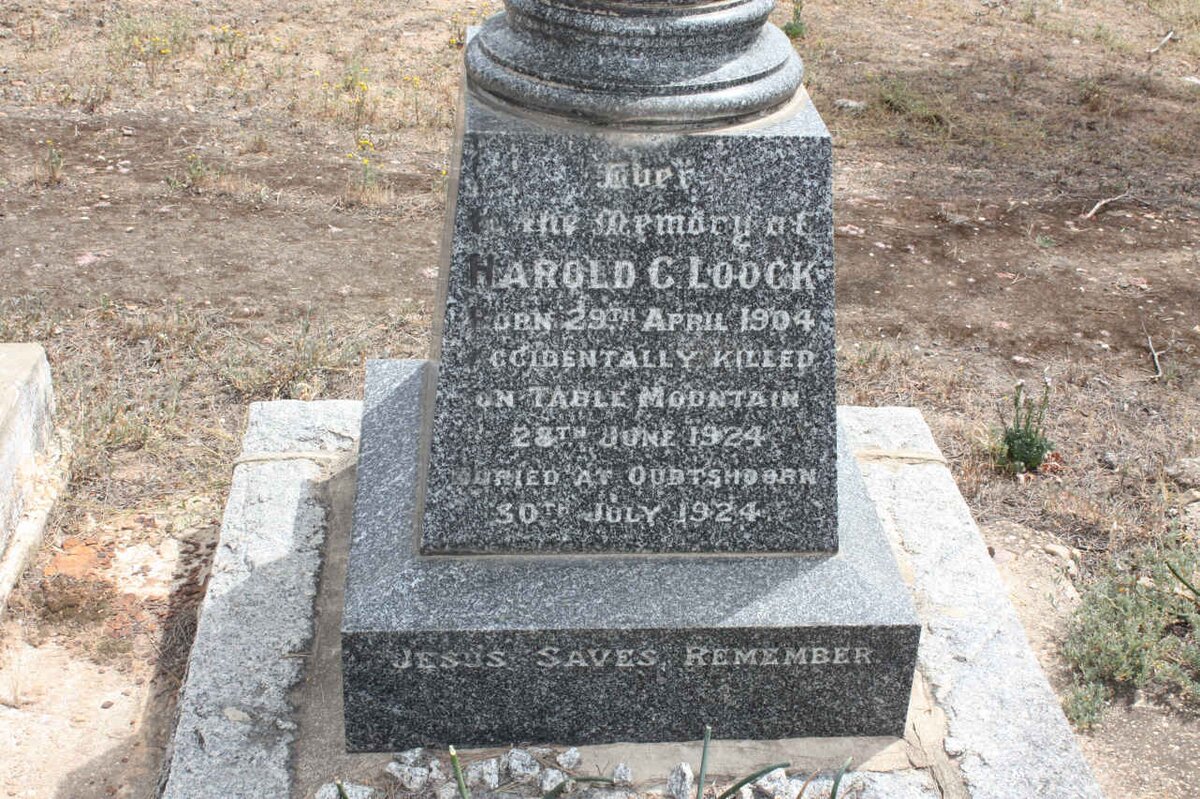 Ever
In the Memory of
HAROLD C LOOCK
BORN 29TH APRIL 1904
ACCIDENTALLY KILLED
ON TABLE MOUNTAIN
28TH JUNE 1924
BURIED AT OUDTSHOORN
30TH JULY 1924
JESUS SAVES REMEMBER